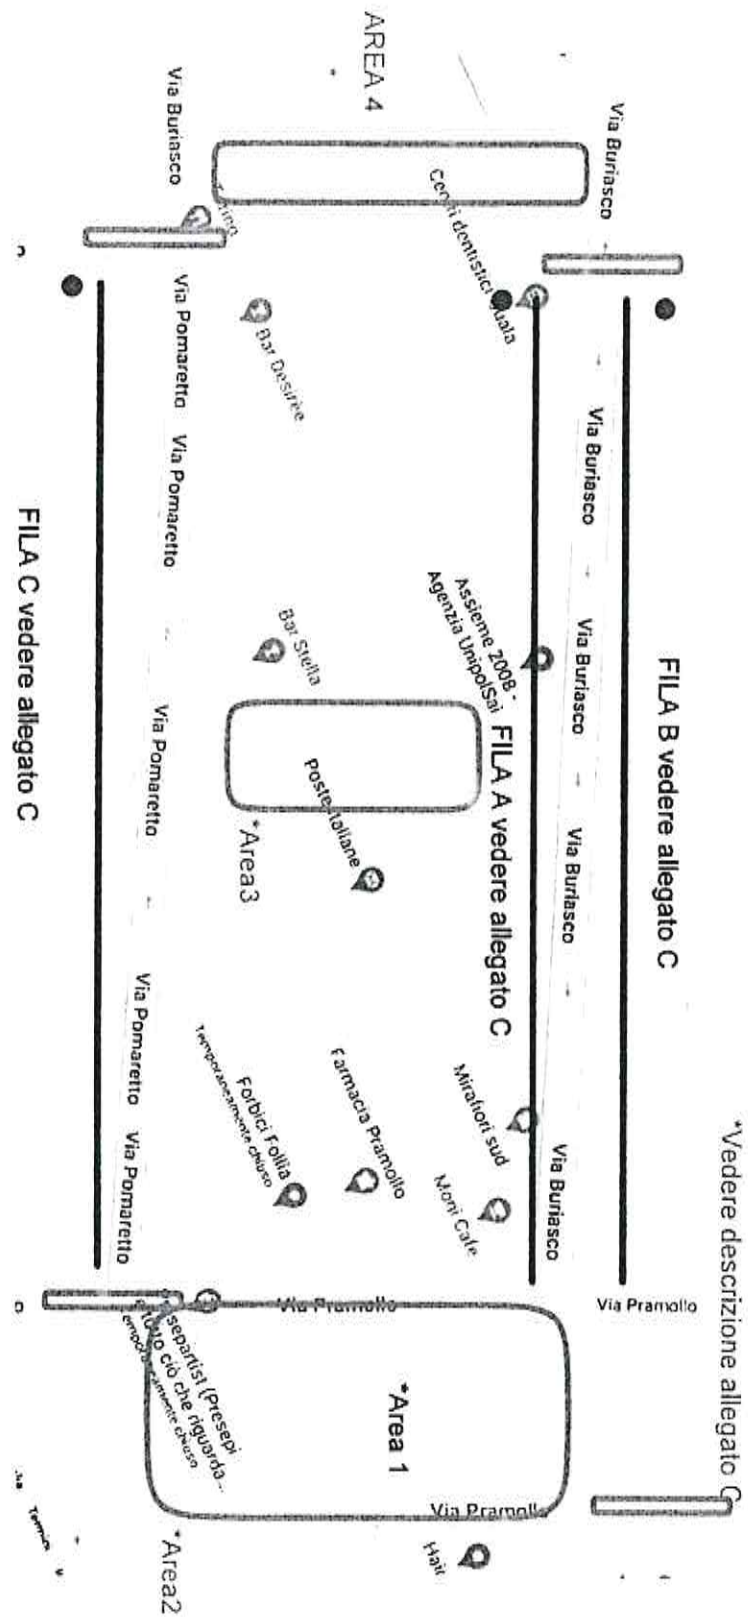 *Vedere descrizione allegato C
FILA B vedere allegato C
Via Buriasco
Via Buriasco
Via Buriasco
Via Buriasco
Via Buriasco
Via Pramollo
FILA A vedere allegato C
Centri dentistici
Assieme 2008 -
Agenzia UnipolSai
Mirafiori sud
Moni Cafe
Via Pramollo
Hair
AREA 4
*Area 1
Poste Italiane
Farmacia Pramollo
Via Pramollo
Bar Desirèe
Bar Stella
*Area3
Forbici Follia
Temporaneamente chiuso
Via Buriasco
Torino
Via Pomaretto
Via Pomaretto
Via Pomaretto
Via Pomaretto
Via Pomaretto
separtist (Presepi
e tutto ciò che riguarda...
Temporaneamente chiuso
*Area2
FILA C vedere allegato C